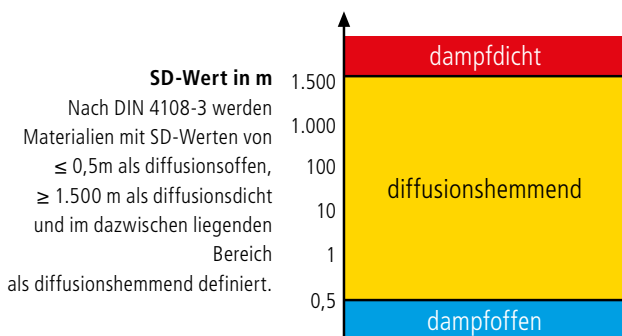 SD-Wert in m
Nach DIN 4108-3 werden
Materialien mit SD-Werten von
≤ 0,5m als diffusionsoffen,
≥ 1.500 m als diffusionsdicht
und im dazwischen liegenden
Bereich
als diffusionshemmend definiert.
1.500
1.000
100
10
1
0,5
dampfdicht
diffusionshemmend
dampfoffen